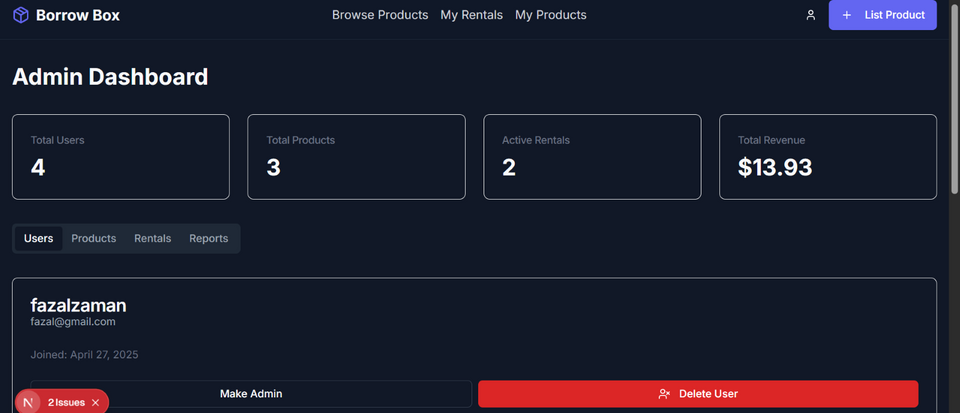 Borrow Box
Browse Products My Rentals My Products
List Product
Admin Dashboard
Total Users
4
Total Products
3
Active Rentals
2
Total Revenue
$13.93
Users Products Rentals Reports
fazalzaman
fazal@gmail.com
Joined: April 27, 2025
Make Admin
Delete User
N 2 Issues